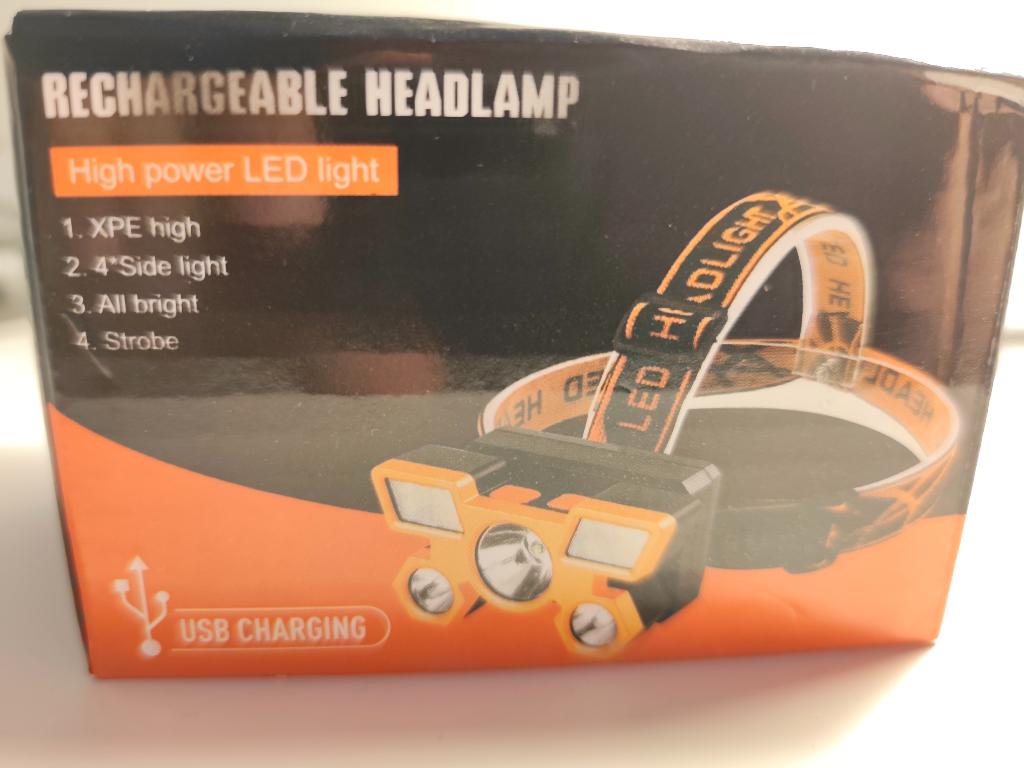 RECHARGEABLE HEADLAMP
High power LED light
1. XPE high
2. 4*Side light
3. All bright
4. Strobe
LED HEADLIGHT
HEADL
USB CHARGING